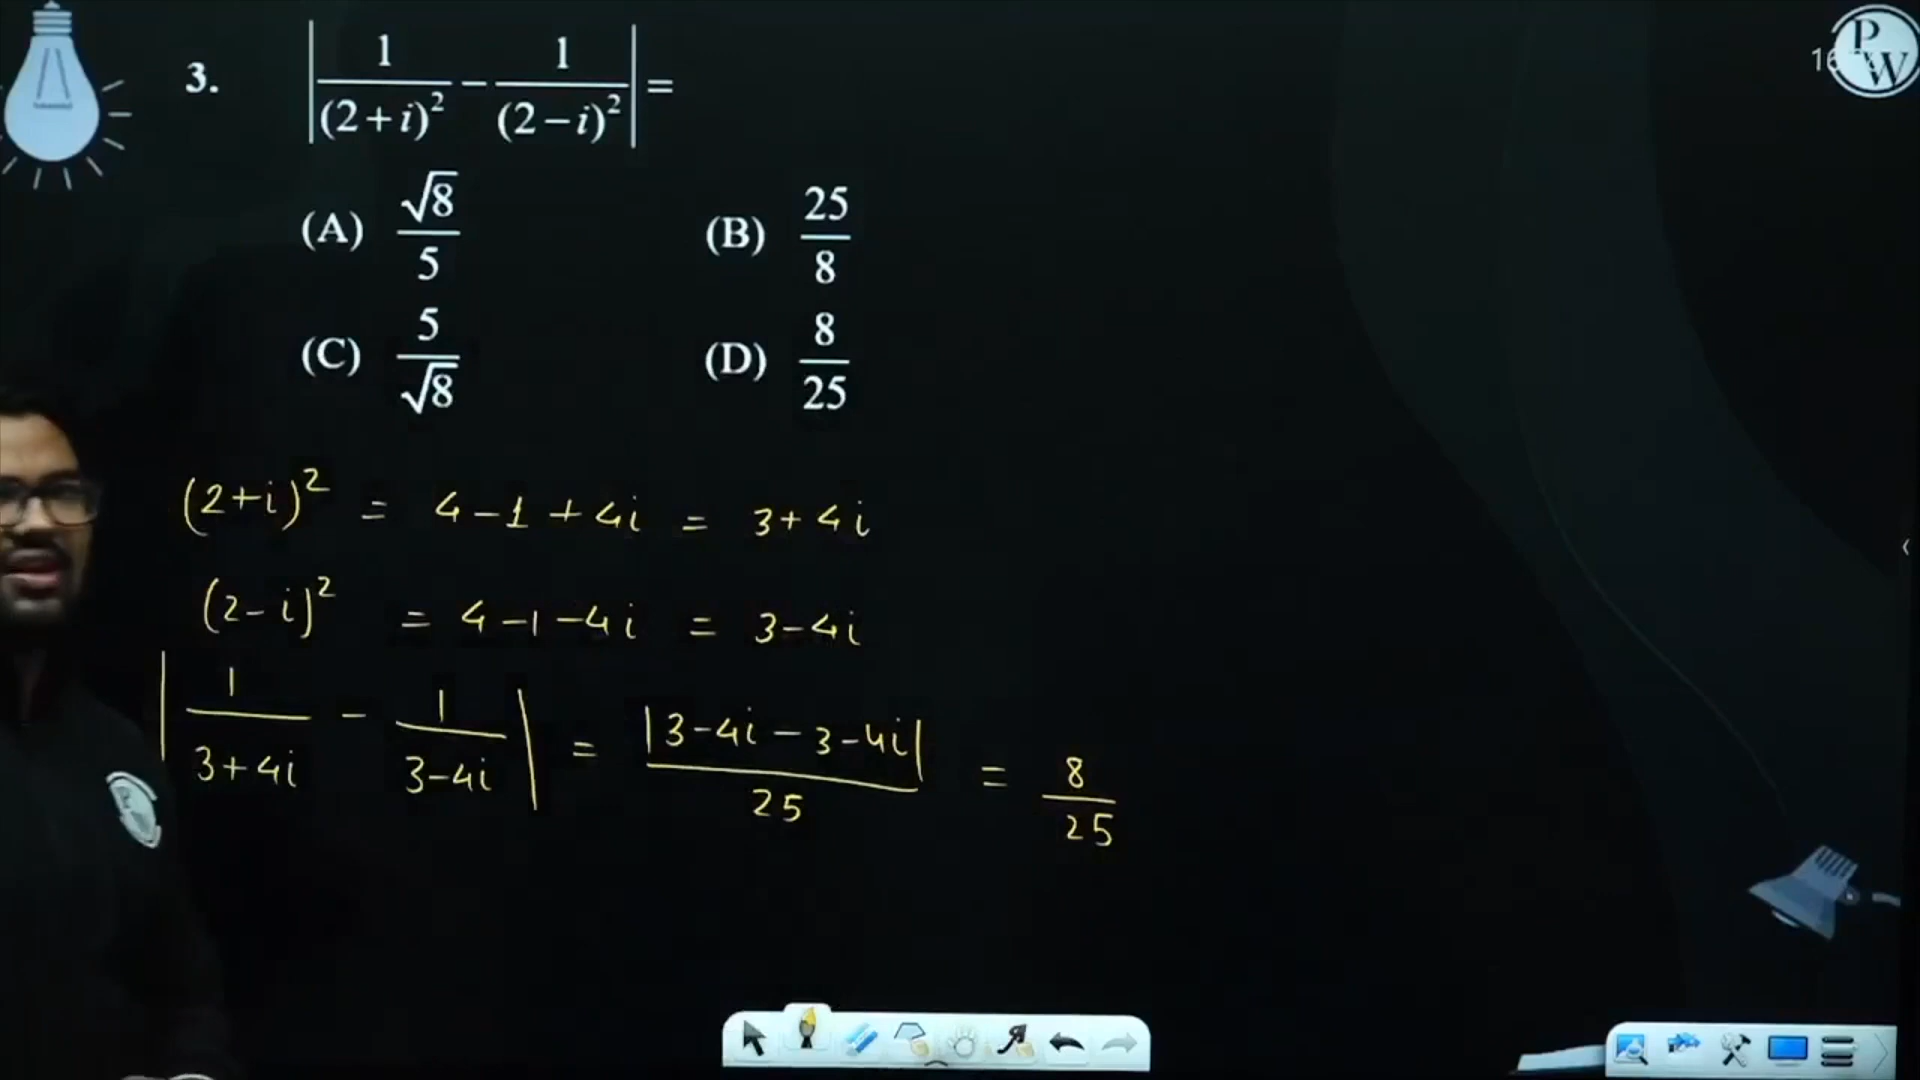 3. | 1/(2+i)² − 1/(2−i)² | =
(A) √8/5 (B) 25/8
(C) 5/√8 (D) 8/25
(2+i)² = 4-1+4i = 3+4i
(2-i)² = 4-1-4i = 3-4i
| 1/(3+4i) - 1/(3-4i) | = |3-4i-3-4i|/25 = 8/25
PW